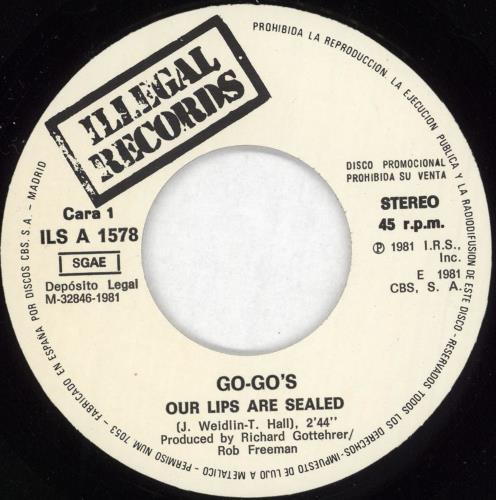 ILLEGAL
RECORDS
Cara 1
ILS A 1578
SGAE
Depósito Legal
M-32846-1981
DISCO PROMOCIONAL
PROHIBIDA SU VENTA
STEREO
45 r.p.m.
Ⓟ 1981 I.R.S.,
Inc.
E 1981
CBS, S. A.
GO-GO'S
OUR LIPS ARE SEALED
(J. Weidlin-T. Hall), 2'44''
Produced by Richard Gottehrer/
Rob Freeman
PROHIBIDA LA REPRODUCCION, LA EJECUCION PUBLICA Y LA RADIODIFUSION DE ESTE DISCO - RESERVADOS TODOS LOS DERECHOS - IMPUESTO DE LUJO A METALICO - PERMISO NUM 7053 - FABRICADO EN ESPAÑA POR DISCOS CBS. S.A. - MADRID